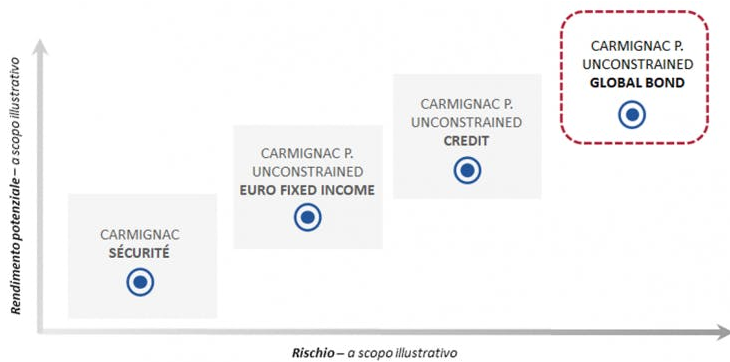 CARMIGNAC P.
UNCONSTRAINED
GLOBAL BOND
CARMIGNAC P.
UNCONSTRAINED
CREDIT
CARMIGNAC P.
UNCONSTRAINED
EURO FIXED INCOME
CARMIGNAC
SÉCURITÉ
Rendimento potenziale – a scopo illustrativo
Rischio – a scopo illustrativo